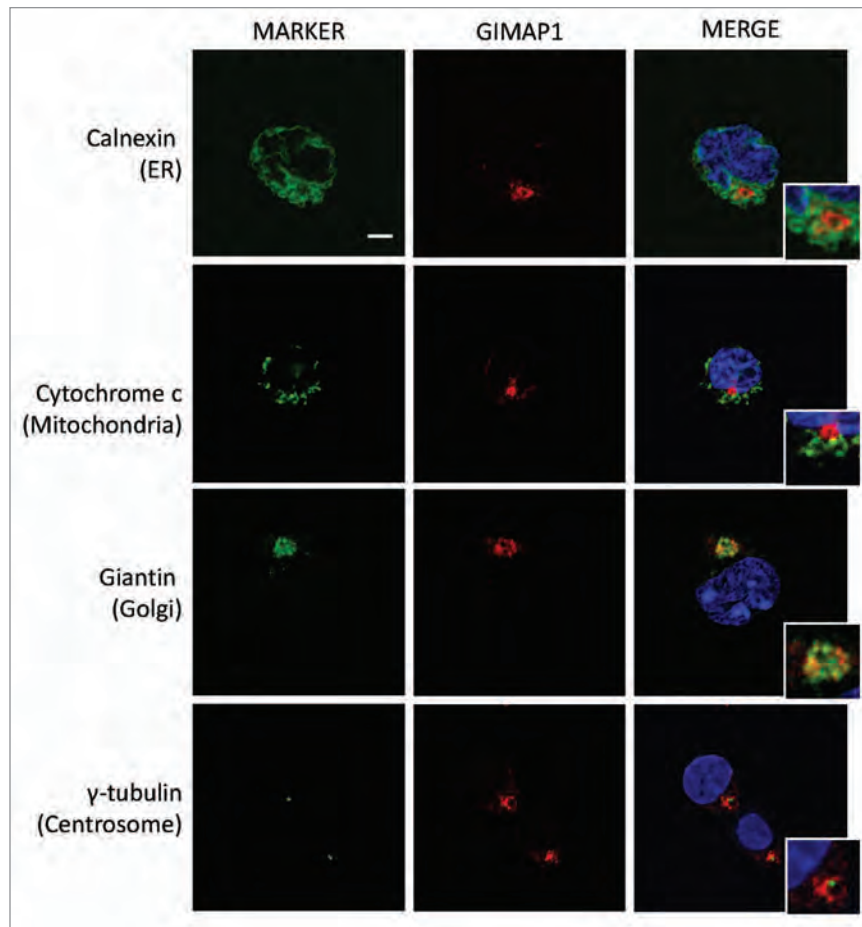 MARKER GIMAP1 MERGE
Calnexin
(ER)
Cytochrome c
(Mitochondria)
Giantin
(Golgi)
γ-tubulin
(Centrosome)